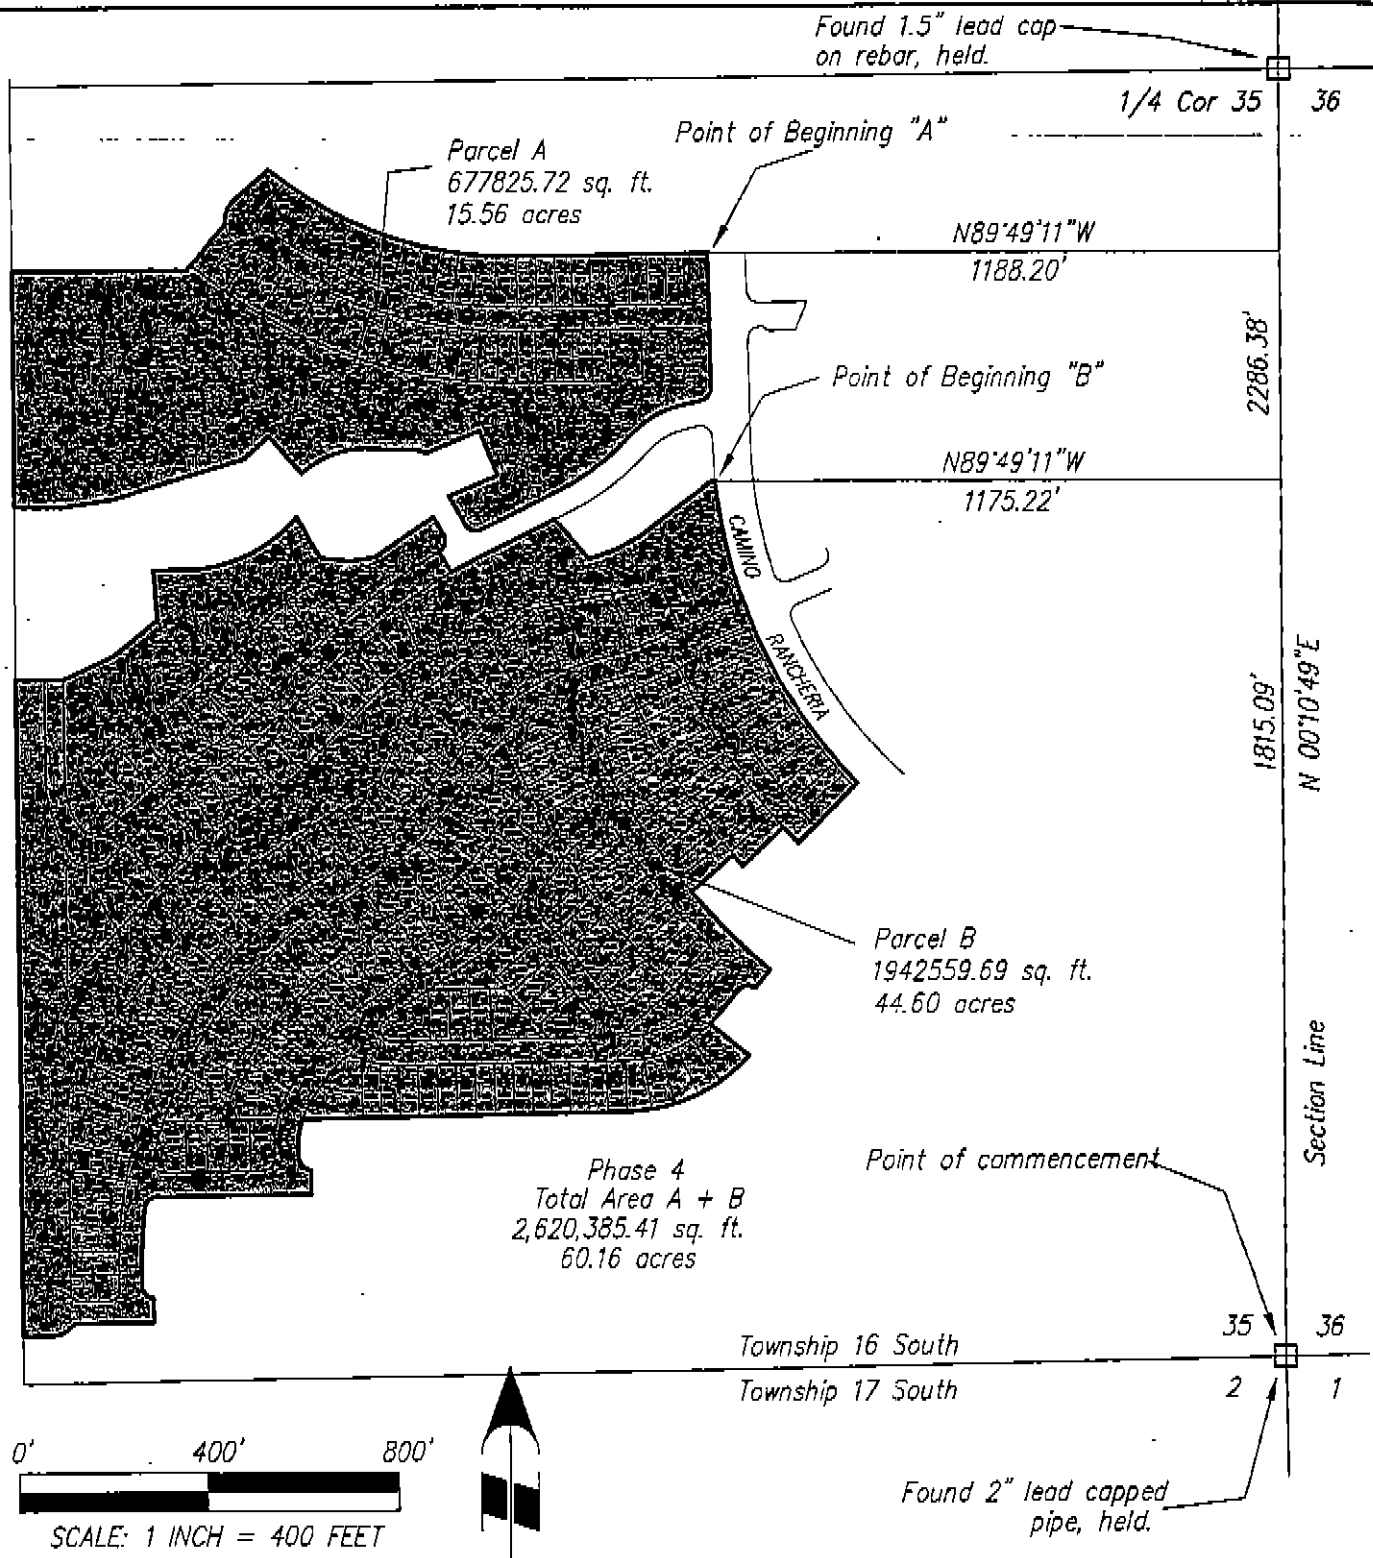 Found 1.5" lead cap
on rebar, held.
1/4 Cor 35
36
Point of Beginning "A"
Parcel A
677825.72 sq. ft.
15.56 acres
N89°49'11"W
1188.20'
2286.38'
Point of Beginning "B"
N89°49'11"W
1175.22'
CAMINO
RANCHERIA
1815.09'
N 00°10'49"E
Parcel B
1942559.69 sq. ft.
44.60 acres
Section Line
Point of commencement
Phase 4
Total Area A + B
2,620,385.41 sq. ft.
60.16 acres
35
36
Township 16 South
Township 17 South
2
1
0'
400'
800'
SCALE: 1 INCH = 400 FEET
Found 2" lead capped
pipe, held.